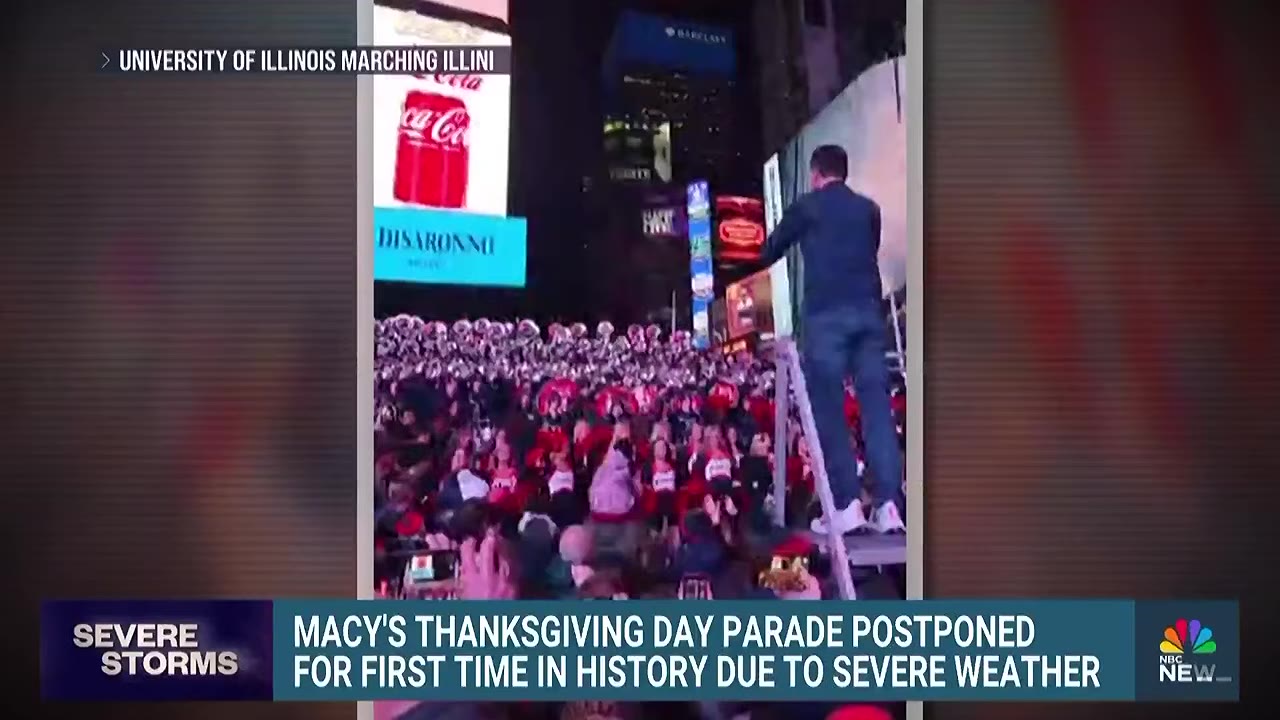 UNIVERSITY OF ILLINOIS MARCHING ILLINI
BARCLAYS
Coca-Cola
DISARONNO
SEVERE
STORMS
MACY'S THANKSGIVING DAY PARADE POSTPONED
FOR FIRST TIME IN HISTORY DUE TO SEVERE WEATHER
NBC
NEW